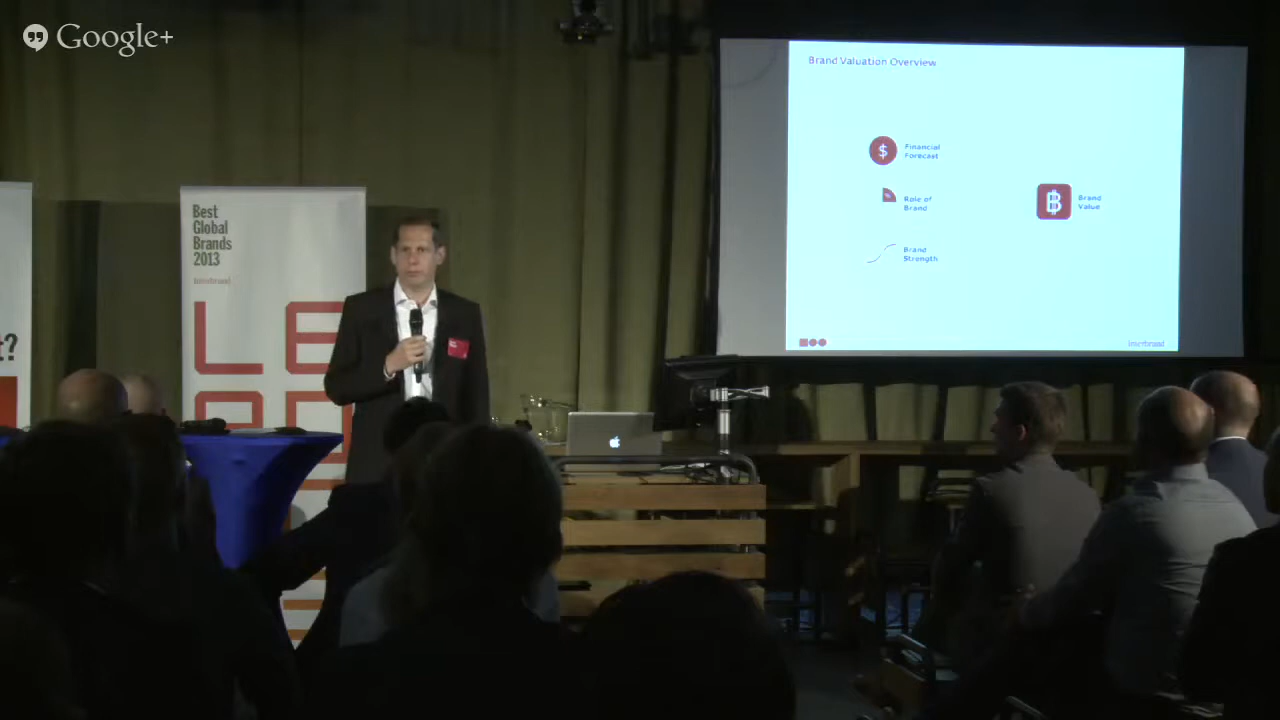 Google+
Brand Valuation Overview
$
Financial
Forecast
Role of
Brand
Brand
Strength
B
Brand
Value
Interbrand
Best
Global
Brands
2013
Interbrand
LE
t?